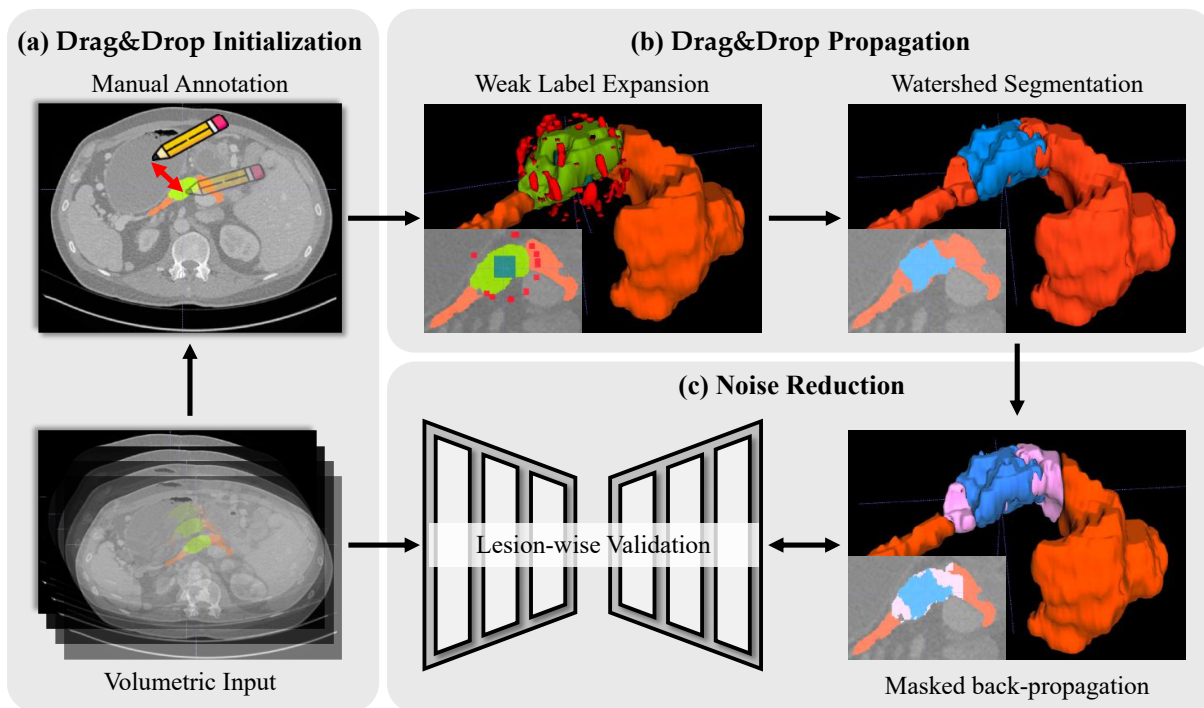 (a) Drag&Drop Initialization
Manual Annotation
Volumetric Input
(b) Drag&Drop Propagation
Weak Label Expansion
Watershed Segmentation
(c) Noise Reduction
Lesion-wise Validation
Masked back-propagation